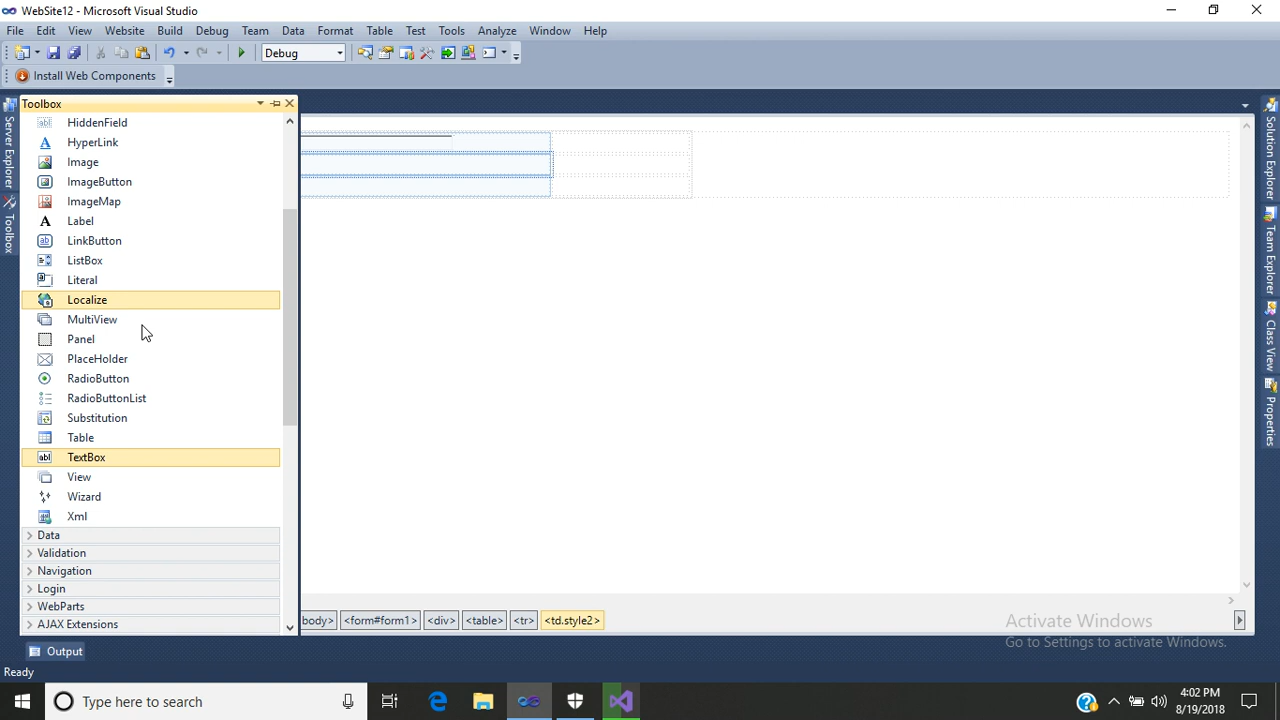 WebSite12 - Microsoft Visual Studio
File Edit View Website Build Debug Team Data Format Table Test Tools Analyze Window Help
Debug
Install Web Components
Toolbox
HiddenField
HyperLink
Image
ImageButton
ImageMap
Label
LinkButton
ListBox
Literal
Localize
MultiView
Panel
PlaceHolder
RadioButton
RadioButtonList
Substitution
Table
TextBox
View
Wizard
Xml
Data
Validation
Navigation
Login
WebParts
AJAX Extensions
Server Explorer
Toolbox
Solution Explorer
Team Explorer
Class View
Properties
body> <form#form1> <div> <table> <tr> <td.style2>
Activate Windows
Go to Settings to activate Windows.
Output
Ready
Type here to search
4:02 PM
8/19/2018